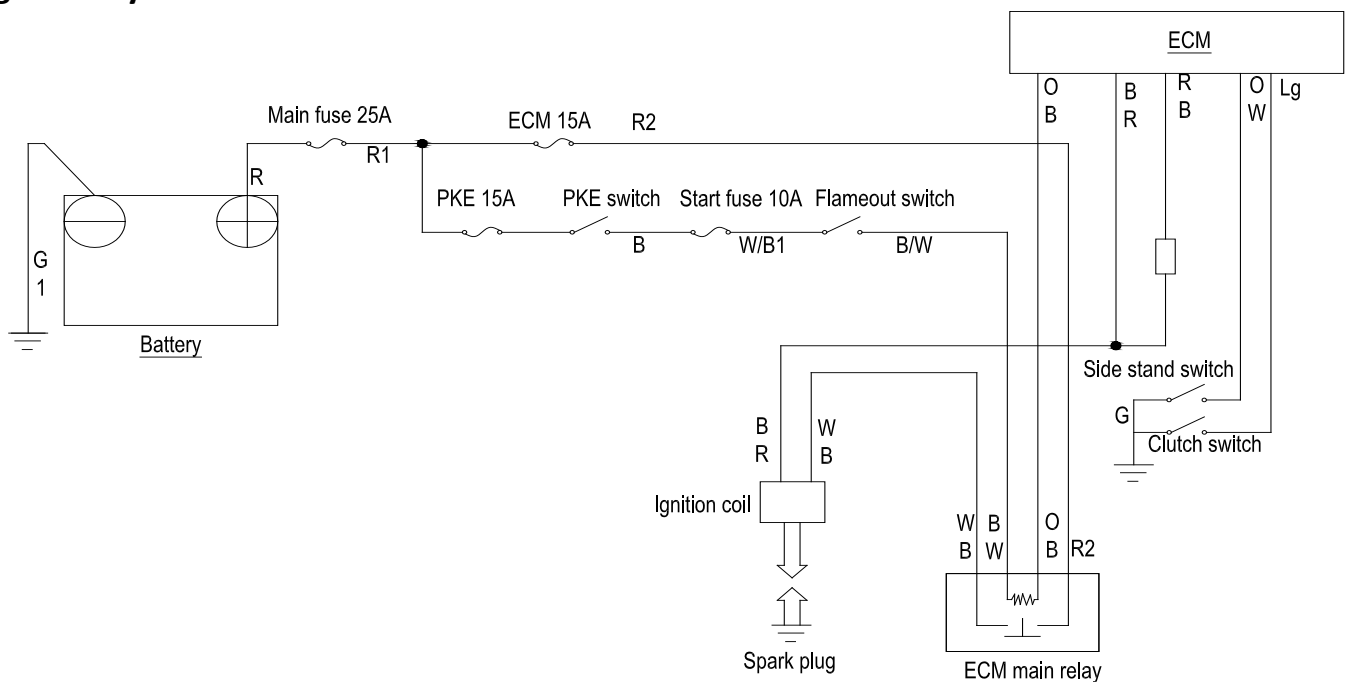 ECM
O
B
B
R
R
B
O
W
Lg
Main fuse 25A
R1
ECM 15A
R2
R
PKE 15A
PKE switch
Start fuse 10A
Flameout switch
B
W/B1
B/W
G
1
Battery
Side stand switch
G
Clutch switch
B
R
W
B
Ignition coil
W
B
B
W
O
B
R2
Spark plug
ECM main relay